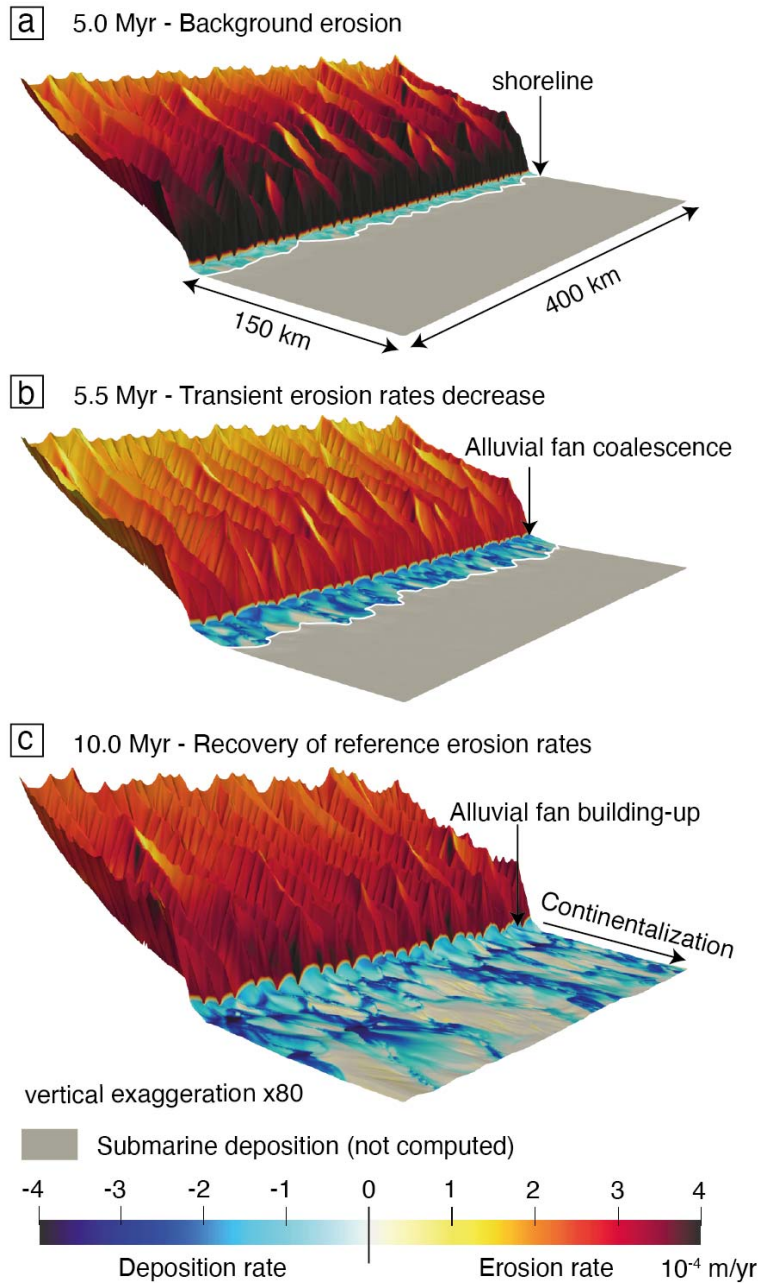 a 5.0 Myr - Background erosion
shoreline
150 km
400 km
b 5.5 Myr - Transient erosion rates decrease
Alluvial fan coalescence
c 10.0 Myr - Recovery of reference erosion rates
Alluvial fan building-up
Continentalization
vertical exaggeration x80
Submarine deposition (not computed)
-4 -3 -2 -1 0 1 2 3 4
Deposition rate Erosion rate 10⁻⁴ m/yr